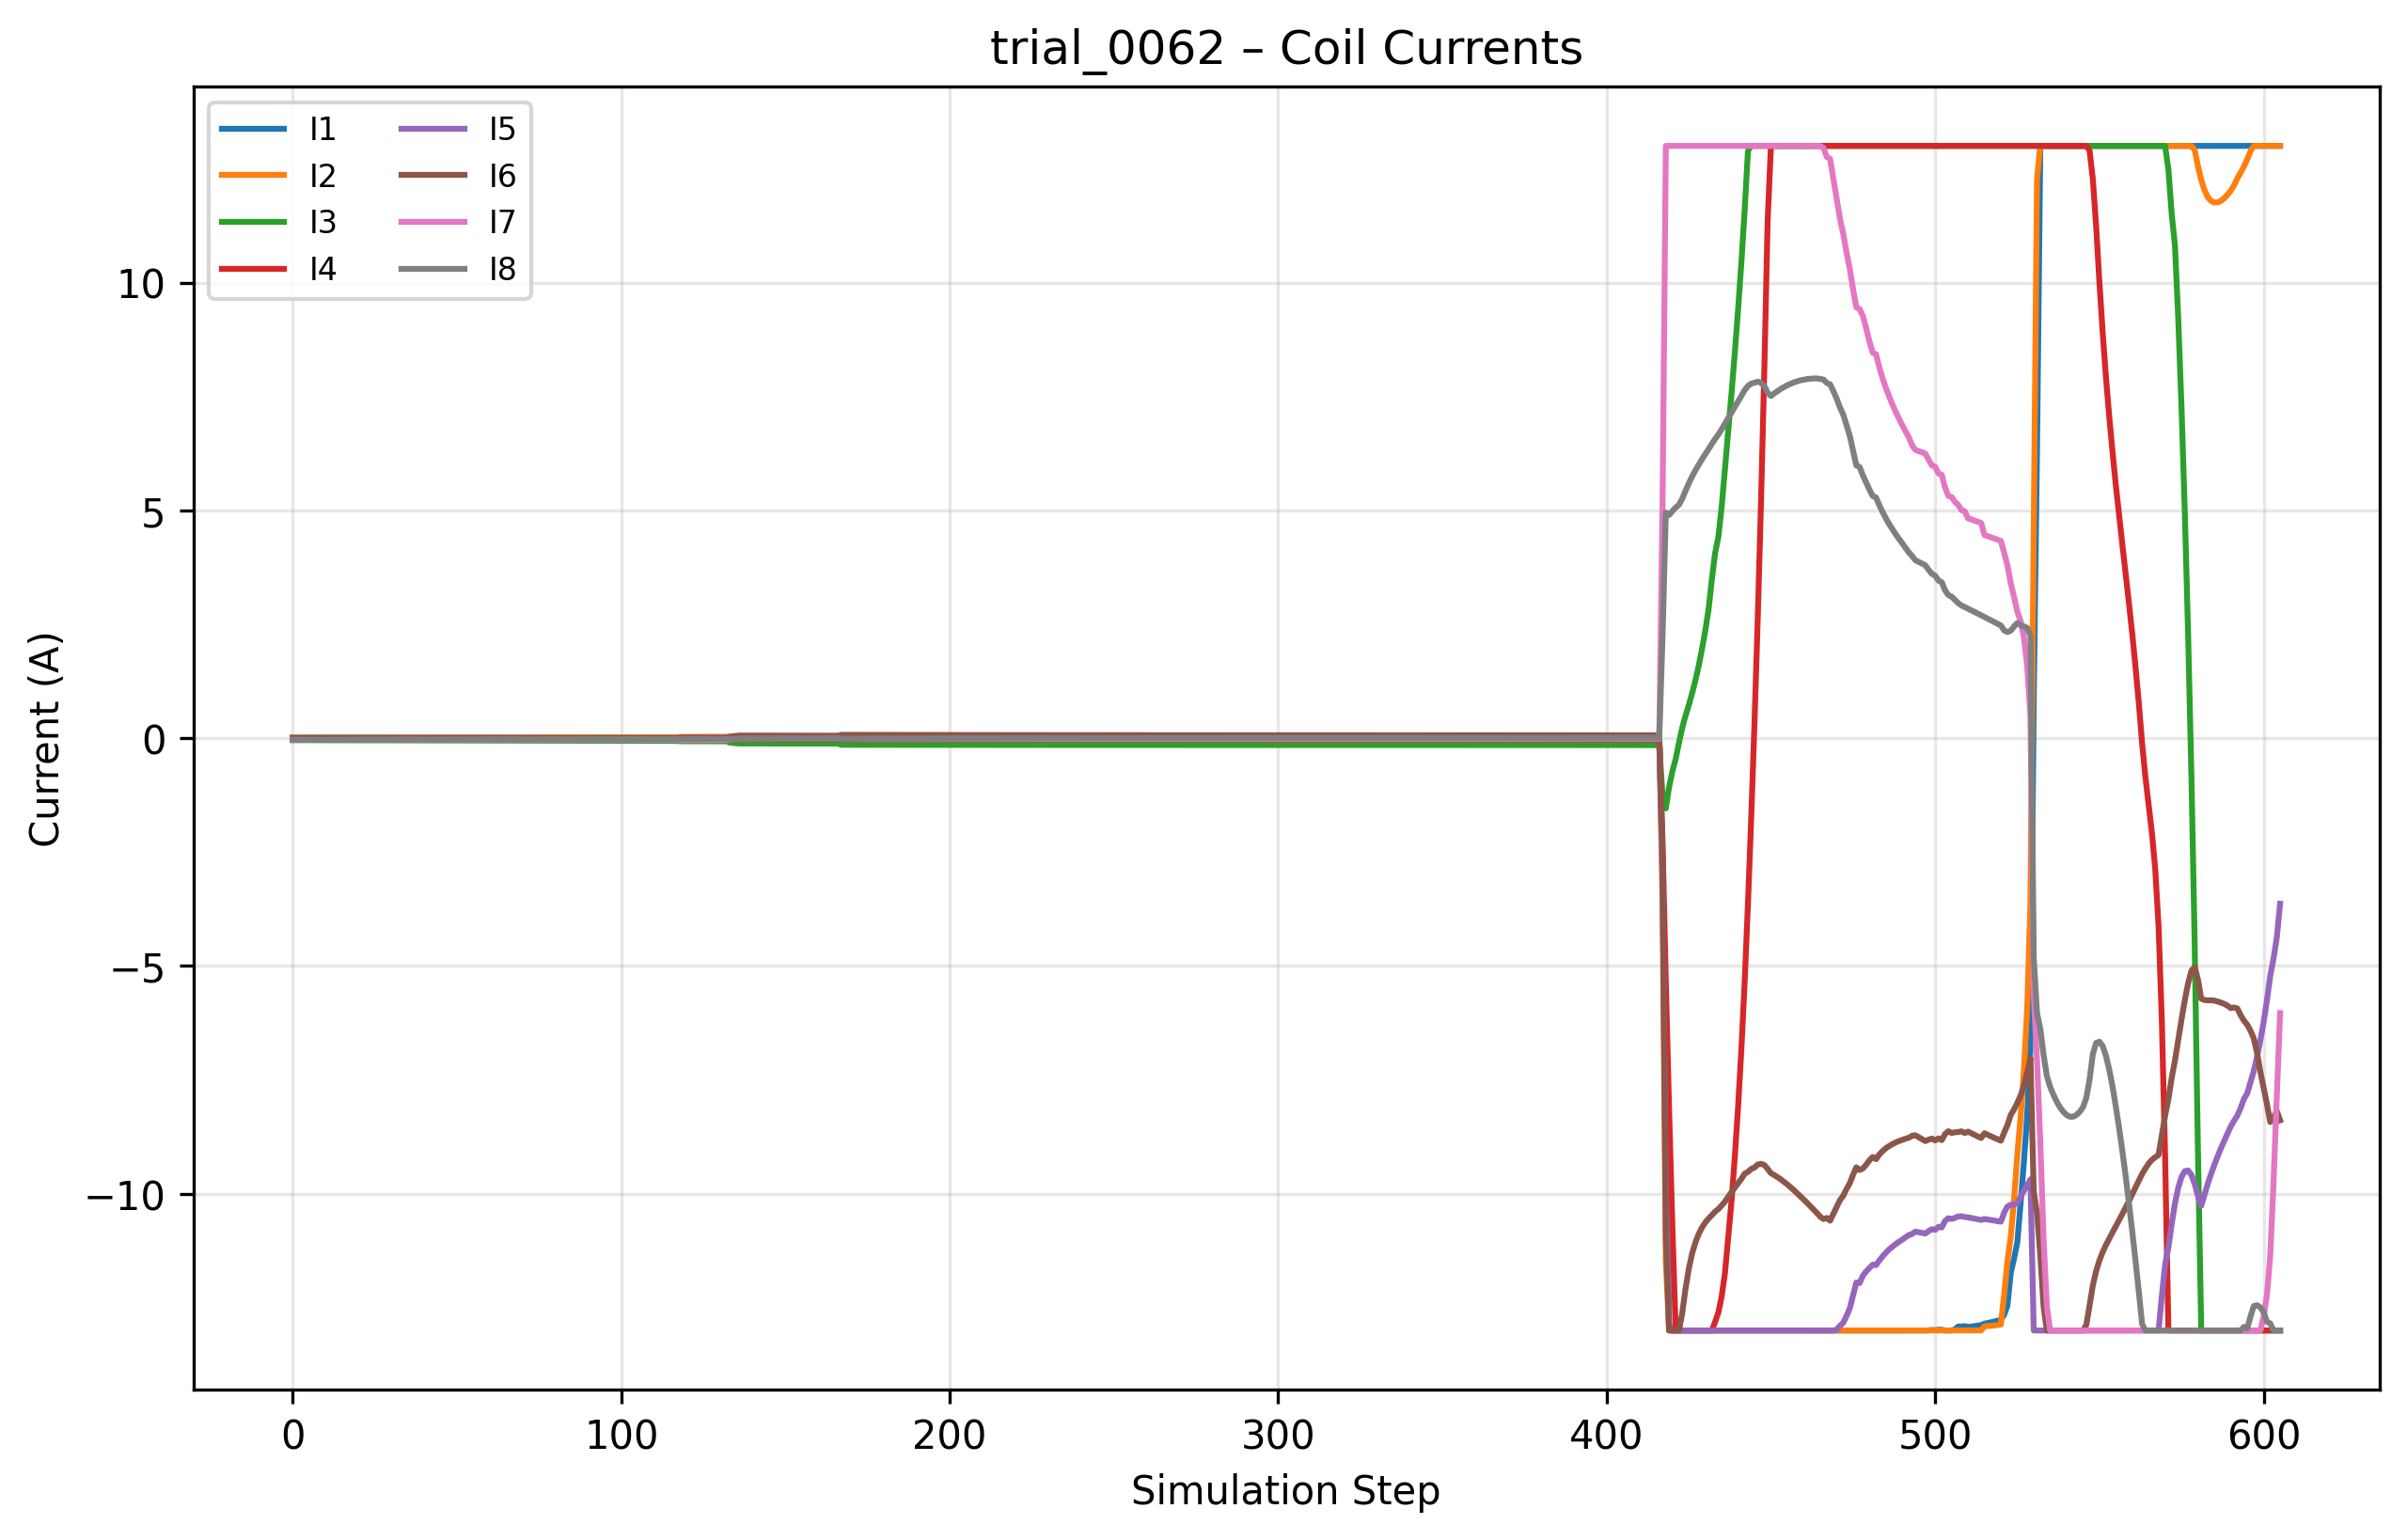 trial_0062 – Coil Currents
I1 I5
I2 I6
I3 I7
I4 I8
10
5
0
−5
−10
Current (A)
0 100 200 300 400 500 600
Simulation Step